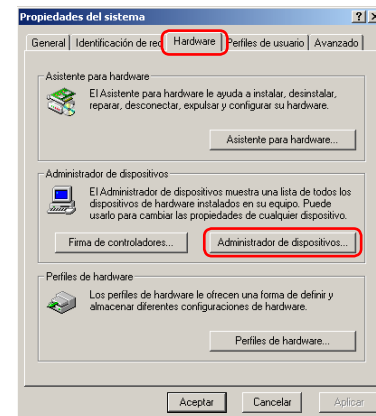 Propiedades del sistema
General Identificación de red Hardware Perfiles de usuario Avanzado
Asistente para hardware
El Asistente para hardware le ayuda a instalar, desinstalar,
reparar, desconectar, expulsar y configurar su hardware.
Asistente para hardware...
Administrador de dispositivos
El Administrador de dispositivos muestra una lista de todos los
dispositivos de hardware instalados en su equipo. Puede
usarlo para cambiar las propiedades de cualquier dispositivo.
Firma de controladores... Administrador de dispositivos...
Perfiles de hardware
Los perfiles de hardware le ofrecen una forma de definir y
almacenar diferentes configuraciones de hardware.
Perfiles de hardware...
Aceptar Cancelar Aplicar